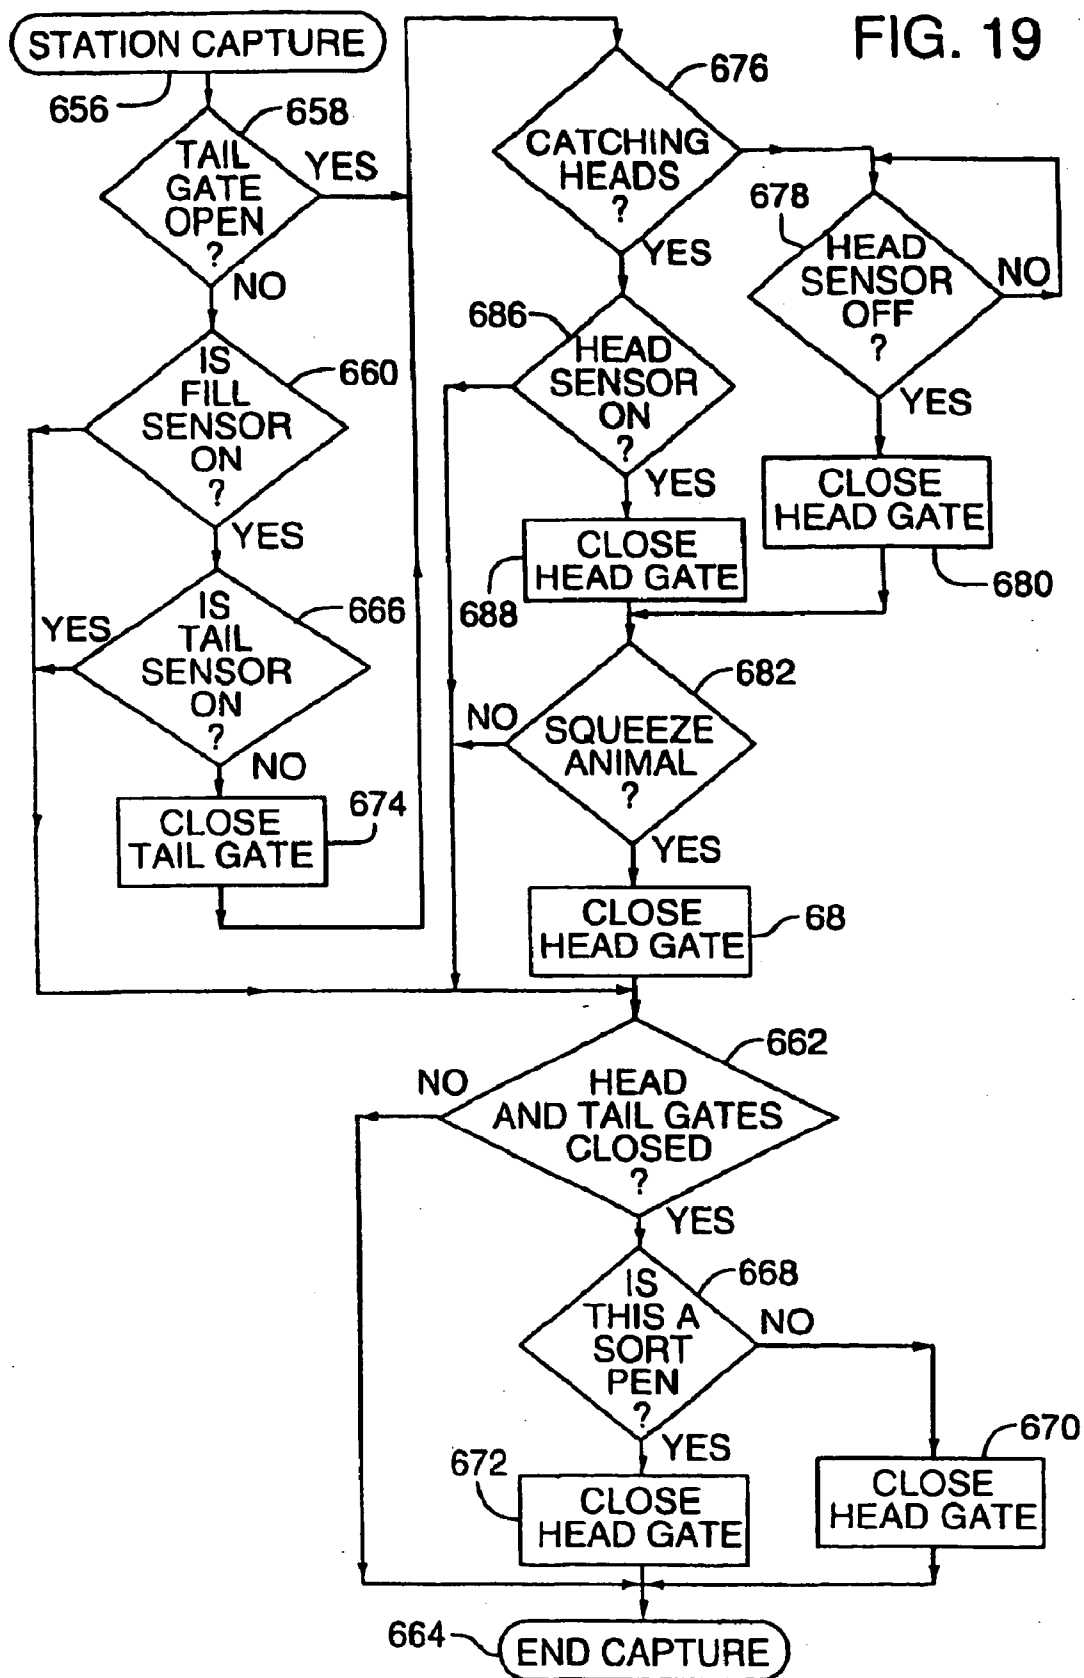 FIG. 19
STATION CAPTURE
656
658
TAIL
GATE
OPEN
?
YES
NO
660
IS
FILL
SENSOR
ON
?
YES
666
IS
TAIL
SENSOR
ON
?
YES
NO
674
CLOSE
TAIL GATE
676
CATCHING
HEADS
?
YES
678
HEAD
SENSOR
OFF
?
NO
YES
CLOSE
HEAD GATE
680
686
HEAD
SENSOR
ON
?
YES
CLOSE
HEAD GATE
688
682
SQUEEZE
ANIMAL
?
NO
YES
CLOSE
HEAD GATE
68
662
HEAD
AND TAIL GATES
CLOSED
?
NO
YES
668
IS
THIS A
SORT
PEN
?
NO
YES
670
CLOSE
HEAD GATE
672
CLOSE
HEAD GATE
664
END CAPTURE